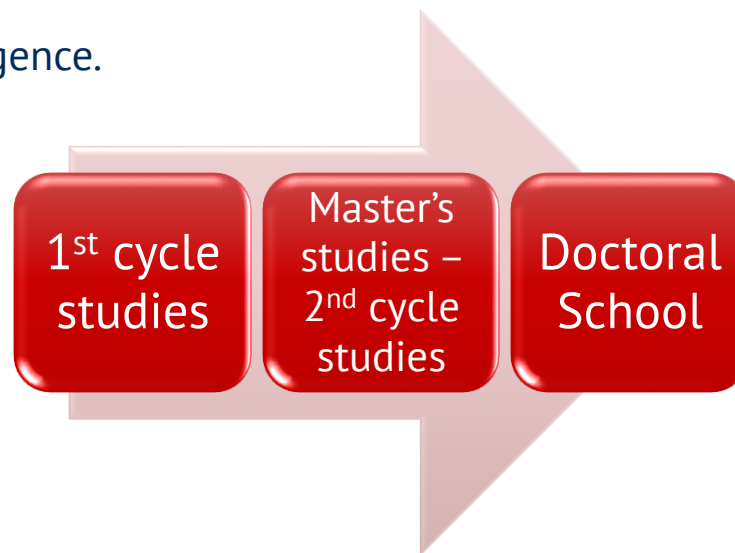 gence.
1st cycle
studies
Master’s
studies –
2nd cycle
studies
Doctoral
School